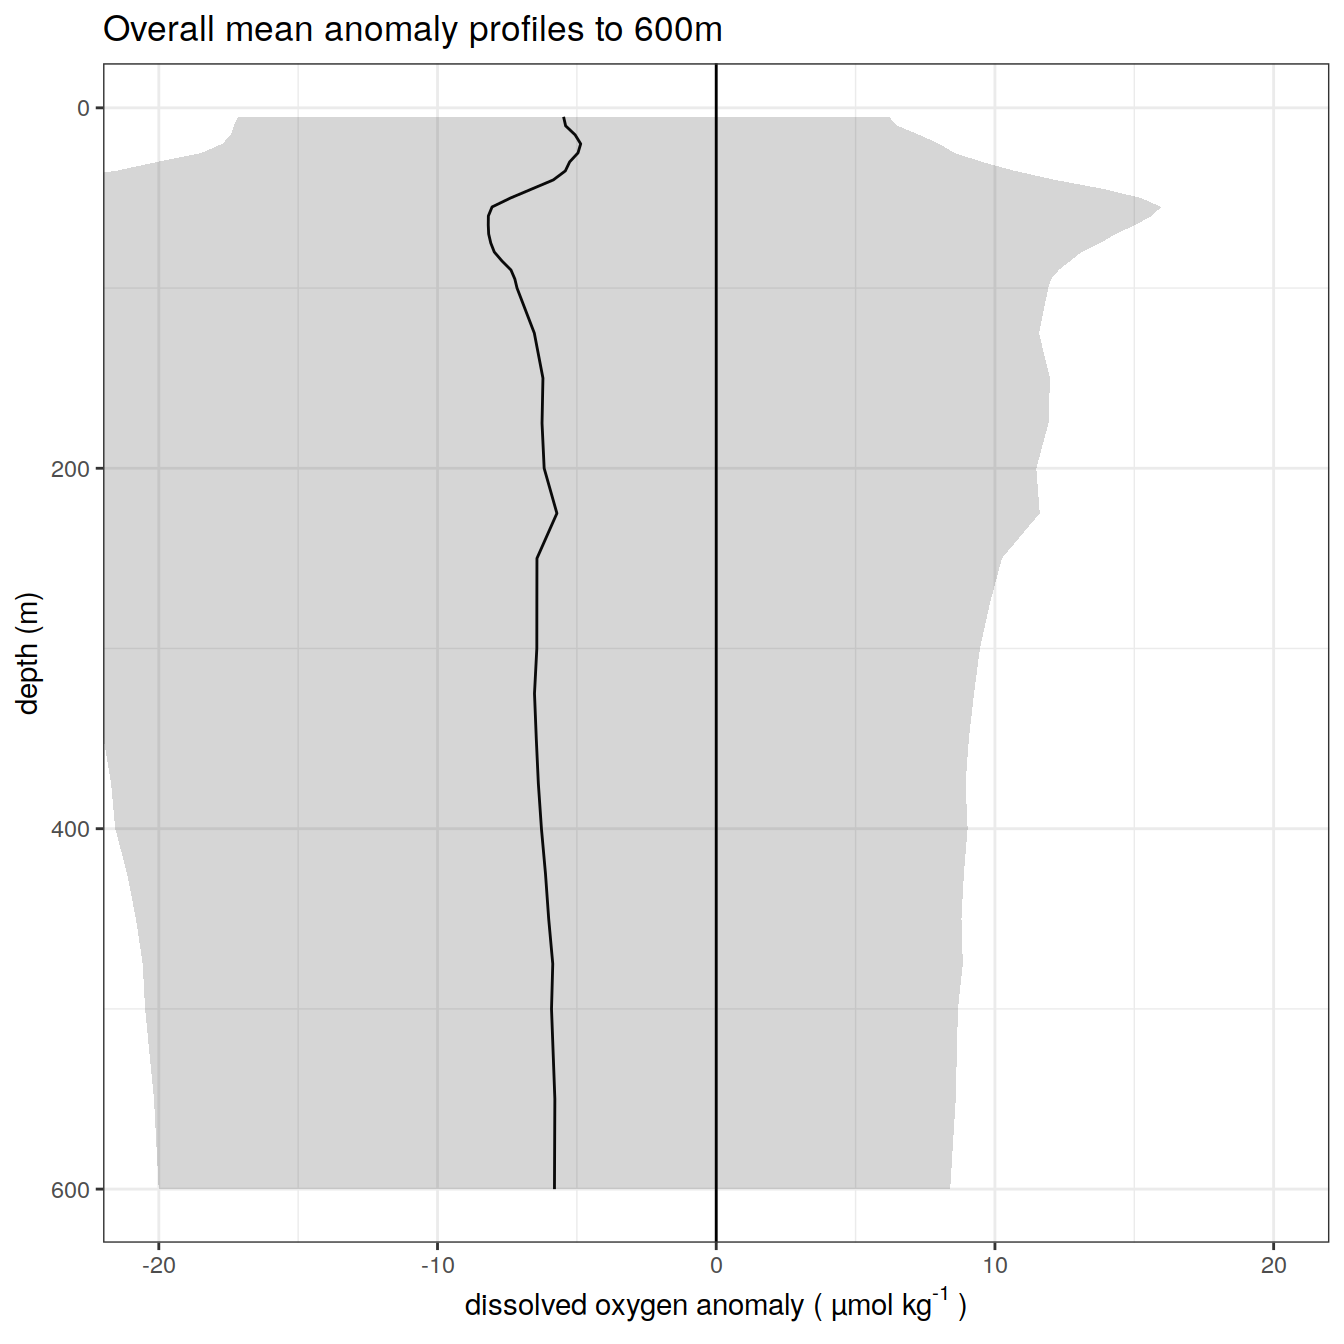 Overall mean anomaly profiles to 600m
0
200
400
600
depth (m)
-20 -10 0 10 20
dissolved oxygen anomaly ( µmol kg⁻¹ )